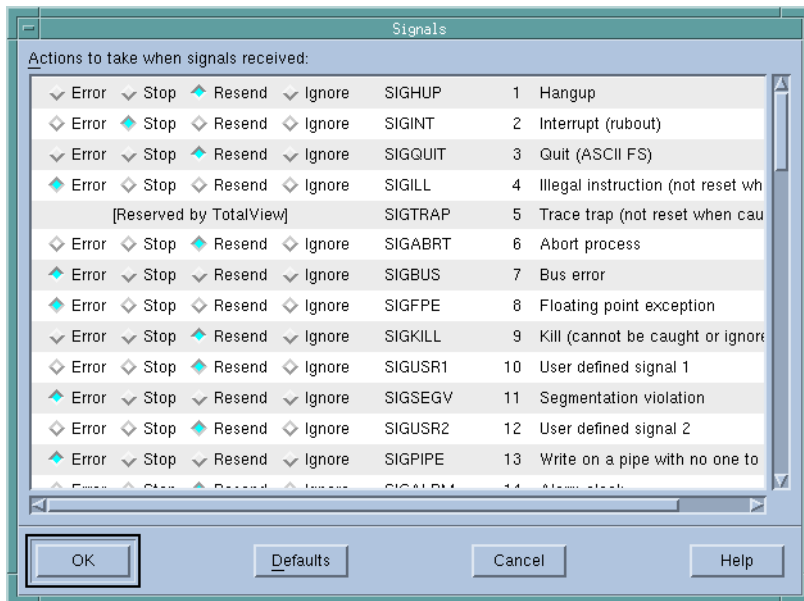 Signals
Actions to take when signals received:
Error Stop Resend Ignore SIGHUP 1 Hangup
Error Stop Resend Ignore SIGINT 2 Interrupt (rubout)
Error Stop Resend Ignore SIGQUIT 3 Quit (ASCII FS)
Error Stop Resend Ignore SIGILL 4 Illegal instruction (not reset wh
[Reserved by TotalView] SIGTRAP 5 Trace trap (not reset when cau
Error Stop Resend Ignore SIGABRT 6 Abort process
Error Stop Resend Ignore SIGBUS 7 Bus error
Error Stop Resend Ignore SIGFPE 8 Floating point exception
Error Stop Resend Ignore SIGKILL 9 Kill (cannot be caught or ignore
Error Stop Resend Ignore SIGUSR1 10 User defined signal 1
Error Stop Resend Ignore SIGSEGV 11 Segmentation violation
Error Stop Resend Ignore SIGUSR2 12 User defined signal 2
Error Stop Resend Ignore SIGPIPE 13 Write on a pipe with no one to
OK Defaults Cancel Help